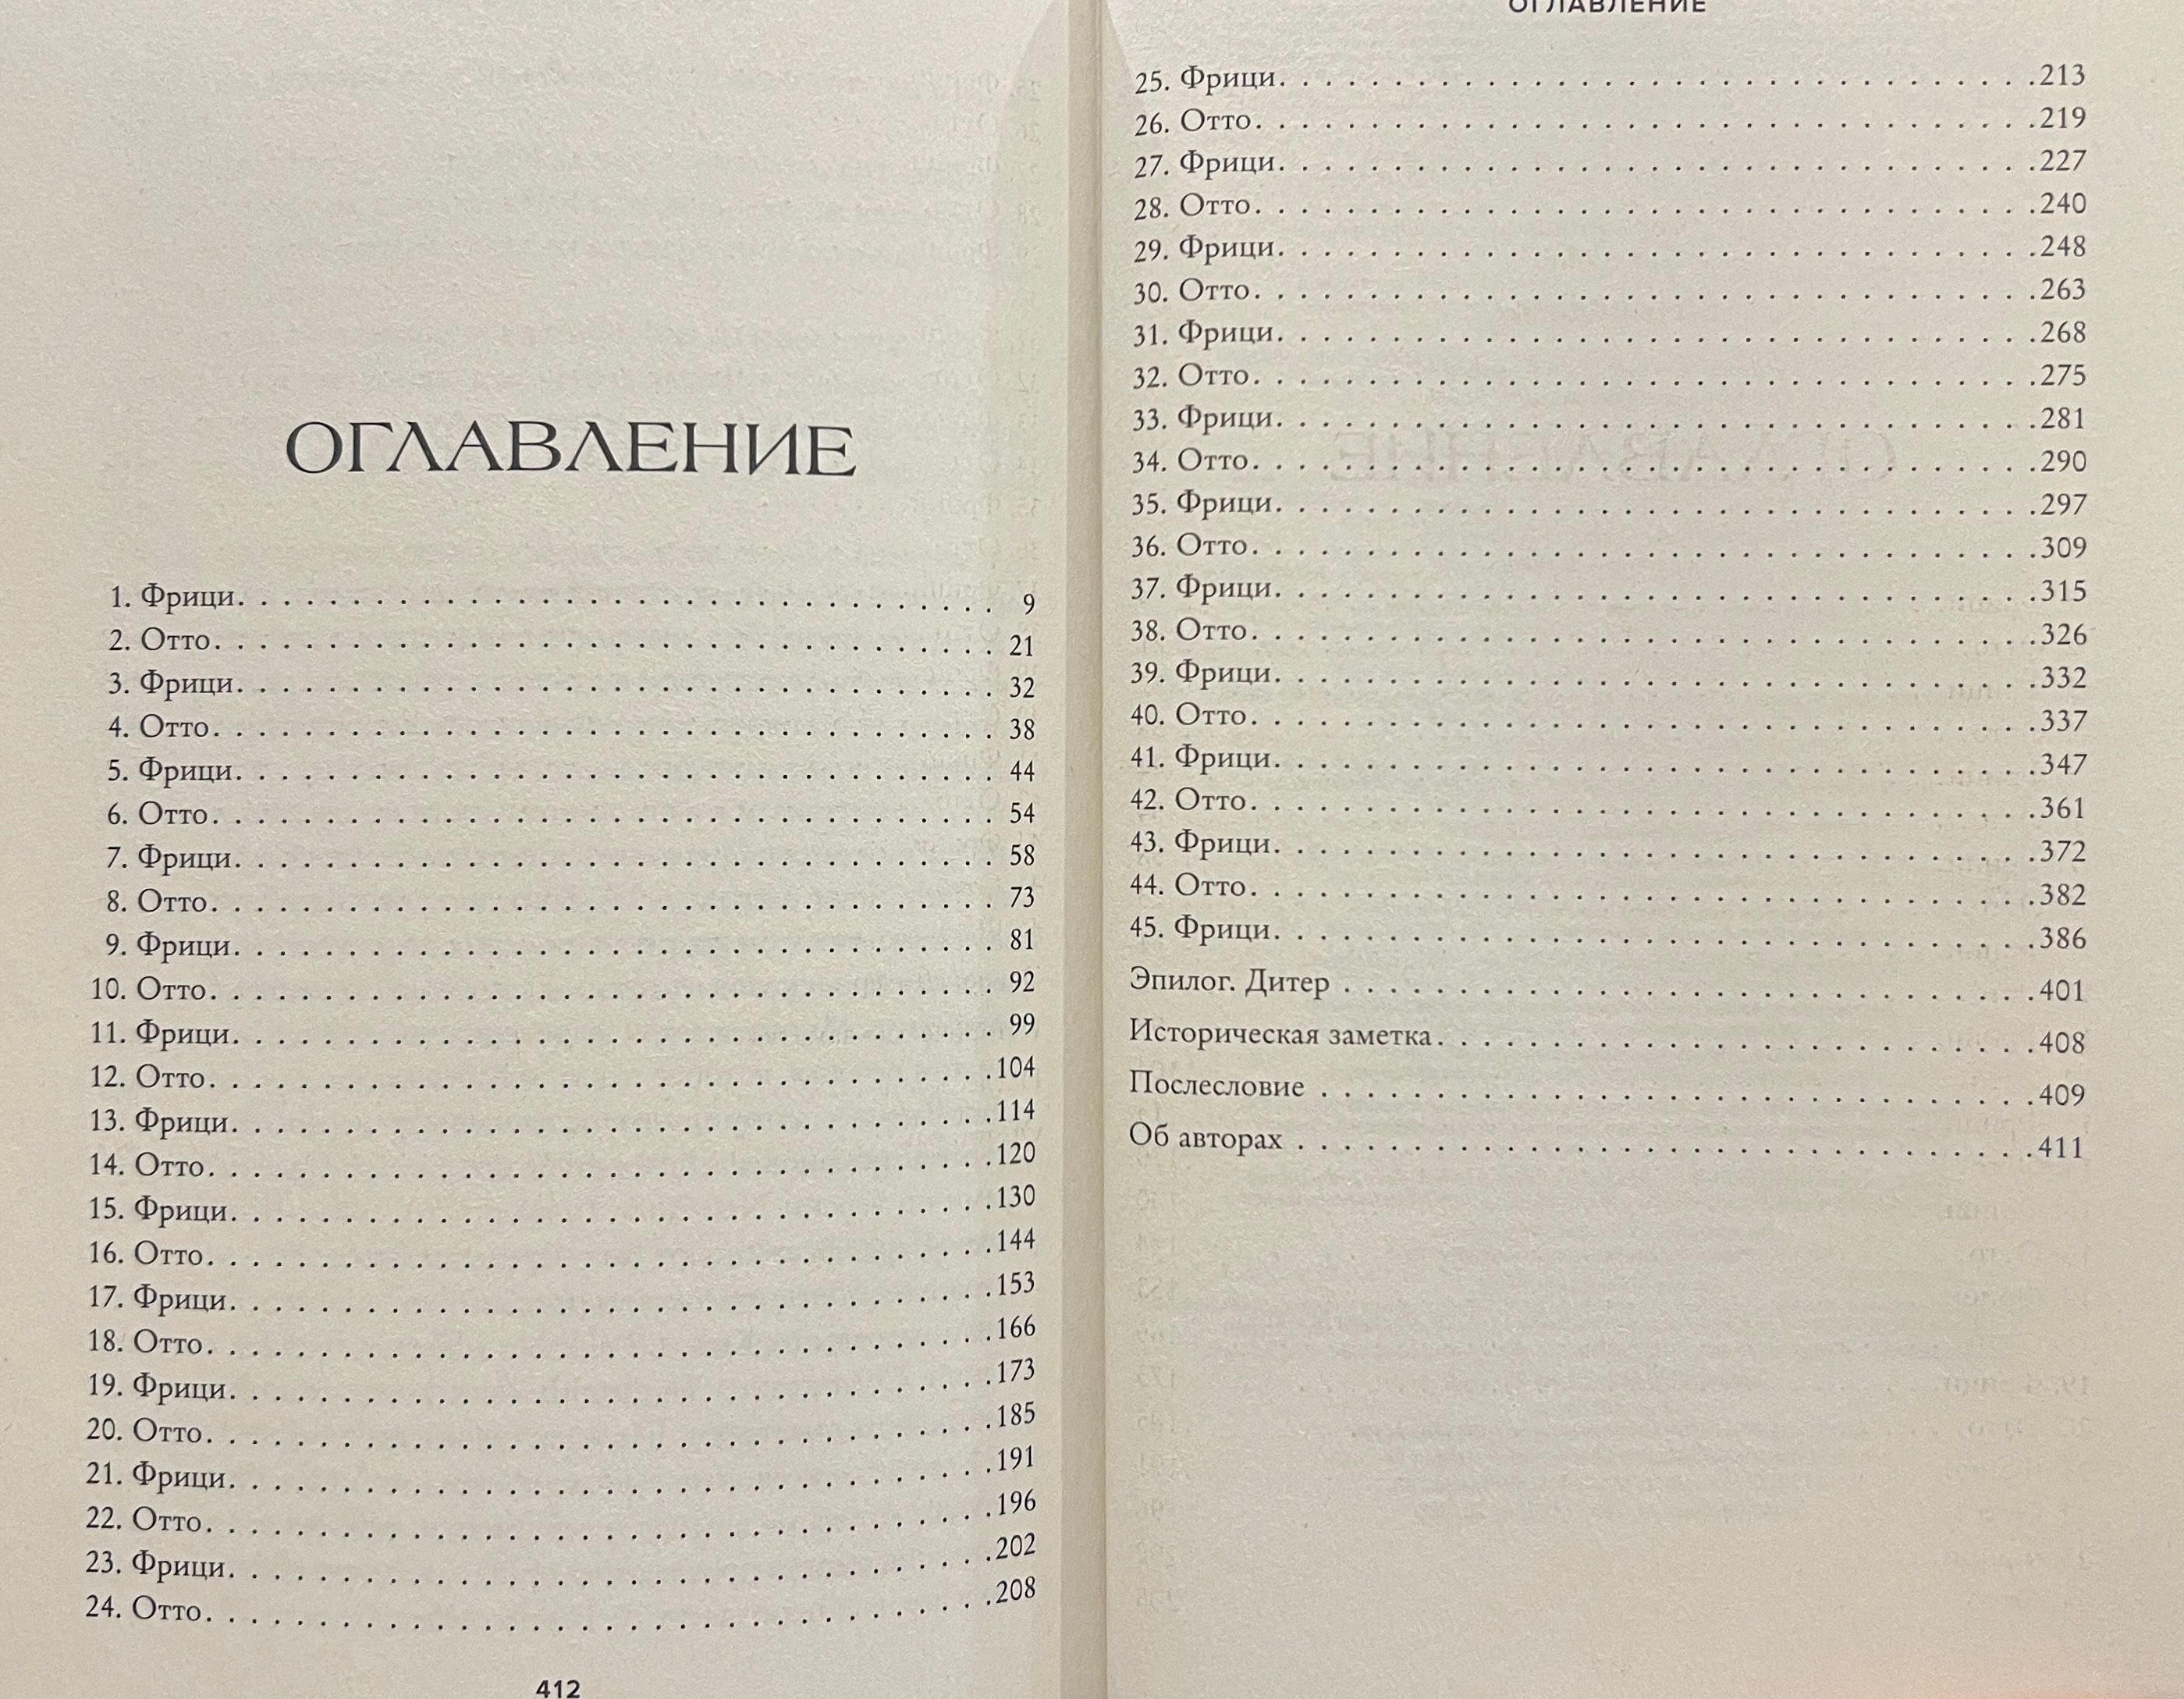 ОГЛАВЛЕНИЕ
1. Фрици. . . . . . . . . . . . . . . . . . . . . . . . . . . . . . . . . 9
2. Отто. . . . . . . . . . . . . . . . . . . . . . . . . . . . . . . . . 21
3. Фрици. . . . . . . . . . . . . . . . . . . . . . . . . . . . . . . . . 32
4. Отто. . . . . . . . . . . . . . . . . . . . . . . . . . . . . . . . . 38
5. Фрици. . . . . . . . . . . . . . . . . . . . . . . . . . . . . . . . . 44
6. Отто. . . . . . . . . . . . . . . . . . . . . . . . . . . . . . . . . 54
7. Фрици. . . . . . . . . . . . . . . . . . . . . . . . . . . . . . . . . 58
8. Отто. . . . . . . . . . . . . . . . . . . . . . . . . . . . . . . . . 73
9. Фрици. . . . . . . . . . . . . . . . . . . . . . . . . . . . . . . . . 81
10. Отто. . . . . . . . . . . . . . . . . . . . . . . . . . . . . . . . . 92
11. Фрици. . . . . . . . . . . . . . . . . . . . . . . . . . . . . . . . . 99
12. Отто. . . . . . . . . . . . . . . . . . . . . . . . . . . . . . . . . .104
13. Фрици. . . . . . . . . . . . . . . . . . . . . . . . . . . . . . . . .114
14. Отто. . . . . . . . . . . . . . . . . . . . . . . . . . . . . . . . . .120
15. Фрици. . . . . . . . . . . . . . . . . . . . . . . . . . . . . . . . .130
16. Отто. . . . . . . . . . . . . . . . . . . . . . . . . . . . . . . . . .144
17. Фрици. . . . . . . . . . . . . . . . . . . . . . . . . . . . . . . . .153
18. Отто. . . . . . . . . . . . . . . . . . . . . . . . . . . . . . . . . .166
19. Фрици. . . . . . . . . . . . . . . . . . . . . . . . . . . . . . . . .173
20. Отто. . . . . . . . . . . . . . . . . . . . . . . . . . . . . . . . . .185
21. Фрици. . . . . . . . . . . . . . . . . . . . . . . . . . . . . . . . .191
22. Отто. . . . . . . . . . . . . . . . . . . . . . . . . . . . . . . . . .196
23. Фрици. . . . . . . . . . . . . . . . . . . . . . . . . . . . . . . . .202
24. Отто. . . . . . . . . . . . . . . . . . . . . . . . . . . . . . . . . .208
412
ОГЛАВЛЕНИЕ
25. Фрици. . . . . . . . . . . . . . . . . . . . . . . . . . . . . . . . .213
26. Отто. . . . . . . . . . . . . . . . . . . . . . . . . . . . . . . . . .219
27. Фрици. . . . . . . . . . . . . . . . . . . . . . . . . . . . . . . . .227
28. Отто. . . . . . . . . . . . . . . . . . . . . . . . . . . . . . . . . .240
29. Фрици. . . . . . . . . . . . . . . . . . . . . . . . . . . . . . . . .248
30. Отто. . . . . . . . . . . . . . . . . . . . . . . . . . . . . . . . . .263
31. Фрици. . . . . . . . . . . . . . . . . . . . . . . . . . . . . . . . .268
32. Отто. . . . . . . . . . . . . . . . . . . . . . . . . . . . . . . . . .275
33. Фрици. . . . . . . . . . . . . . . . . . . . . . . . . . . . . . . . .281
34. Отто. . . . . . . . . . . . . . . . . . . . . . . . . . . . . . . . . .290
35. Фрици. . . . . . . . . . . . . . . . . . . . . . . . . . . . . . . . .297
36. Отто. . . . . . . . . . . . . . . . . . . . . . . . . . . . . . . . . .309
37. Фрици. . . . . . . . . . . . . . . . . . . . . . . . . . . . . . . . .315
38. Отто. . . . . . . . . . . . . . . . . . . . . . . . . . . . . . . . . .326
39. Фрици. . . . . . . . . . . . . . . . . . . . . . . . . . . . . . . . .332
40. Отто. . . . . . . . . . . . . . . . . . . . . . . . . . . . . . . . . .337
41. Фрици. . . . . . . . . . . . . . . . . . . . . . . . . . . . . . . . .347
42. Отто. . . . . . . . . . . . . . . . . . . . . . . . . . . . . . . . . .361
43. Фрици. . . . . . . . . . . . . . . . . . . . . . . . . . . . . . . . .372
44. Отто. . . . . . . . . . . . . . . . . . . . . . . . . . . . . . . . . .382
45. Фрици. . . . . . . . . . . . . . . . . . . . . . . . . . . . . . . . .386
Эпилог. Дитер . . . . . . . . . . . . . . . . . . . . . . . . . . . . . .401
Историческая заметка. . . . . . . . . . . . . . . . . . . . . . . . . .408
Послесловие . . . . . . . . . . . . . . . . . . . . . . . . . . . . . . .409
Об авторах . . . . . . . . . . . . . . . . . . . . . . . . . . . . . . . .411